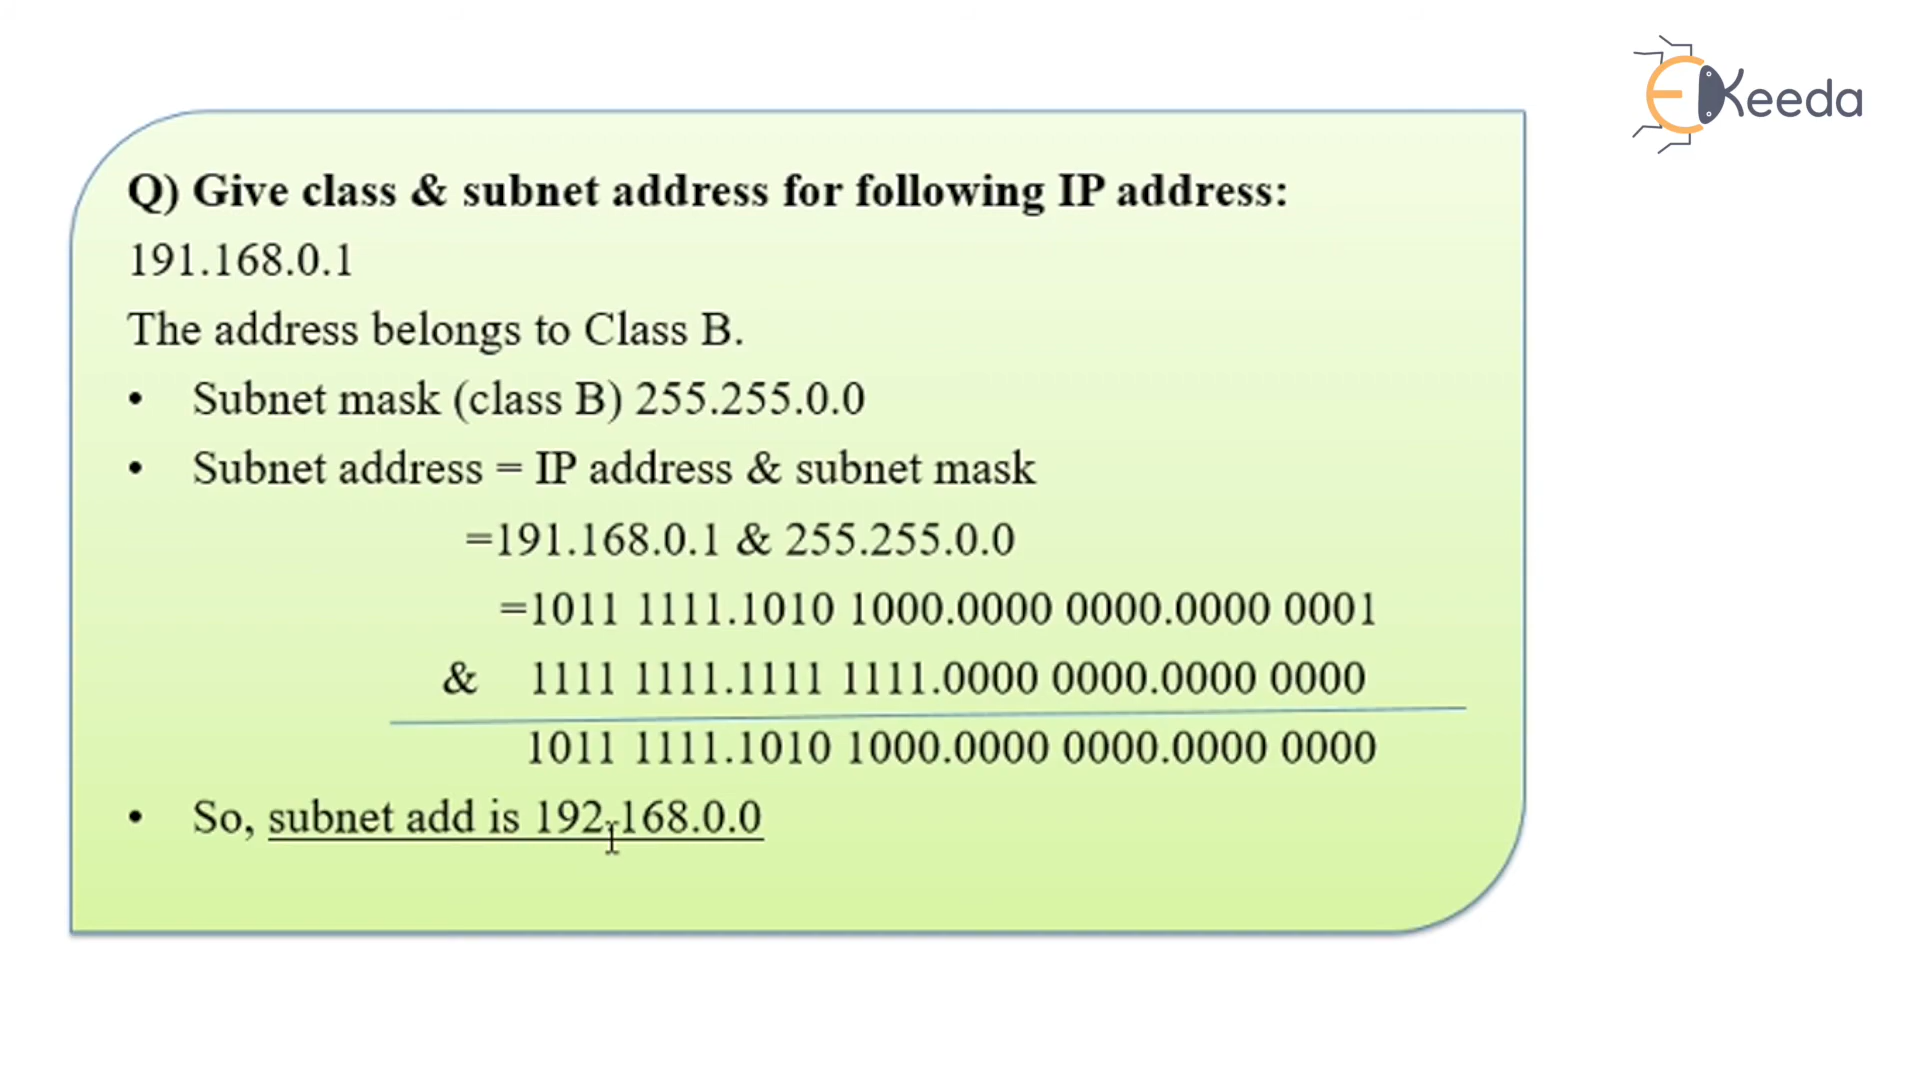 EKeeda
Q) Give class & subnet address for following IP address:
191.168.0.1
The address belongs to Class B.
• Subnet mask (class B) 255.255.0.0
• Subnet address = IP address & subnet mask
=191.168.0.1 & 255.255.0.0
=1011 1111.1010 1000.0000 0000.0000 0001
& 1111 1111.1111 1111.0000 0000.0000 0000
1011 1111.1010 1000.0000 0000.0000 0000
• So, subnet add is 192.168.0.0